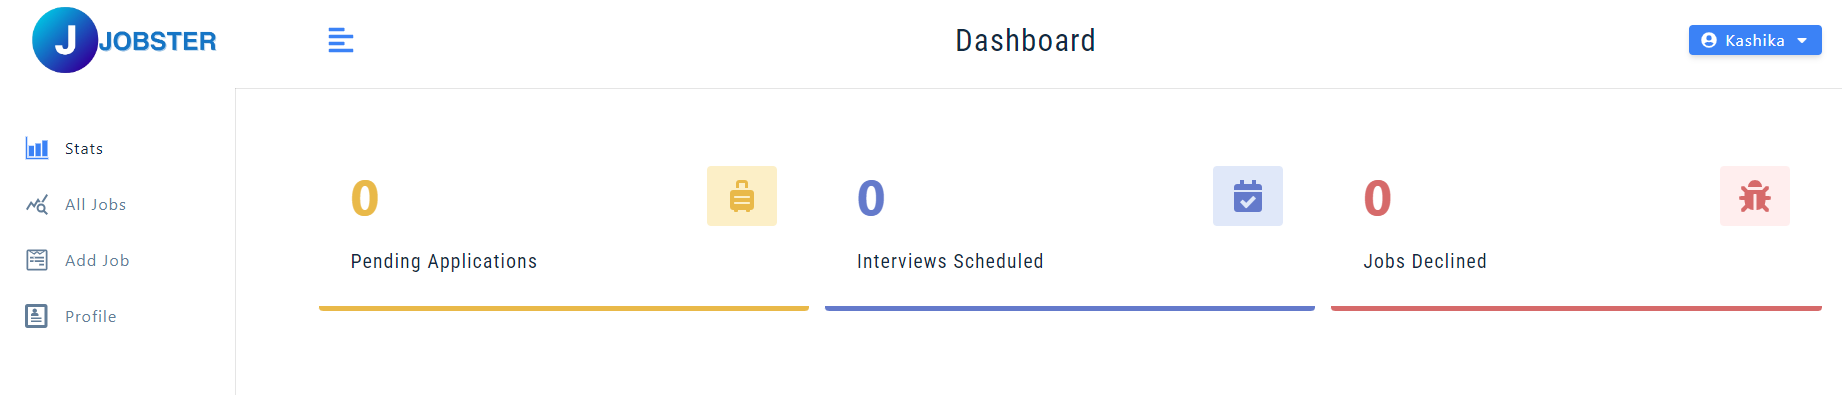 J JOBSTER
Dashboard
Kashika
Stats
All Jobs
Add Job
Profile
0
Pending Applications
0
Interviews Scheduled
0
Jobs Declined